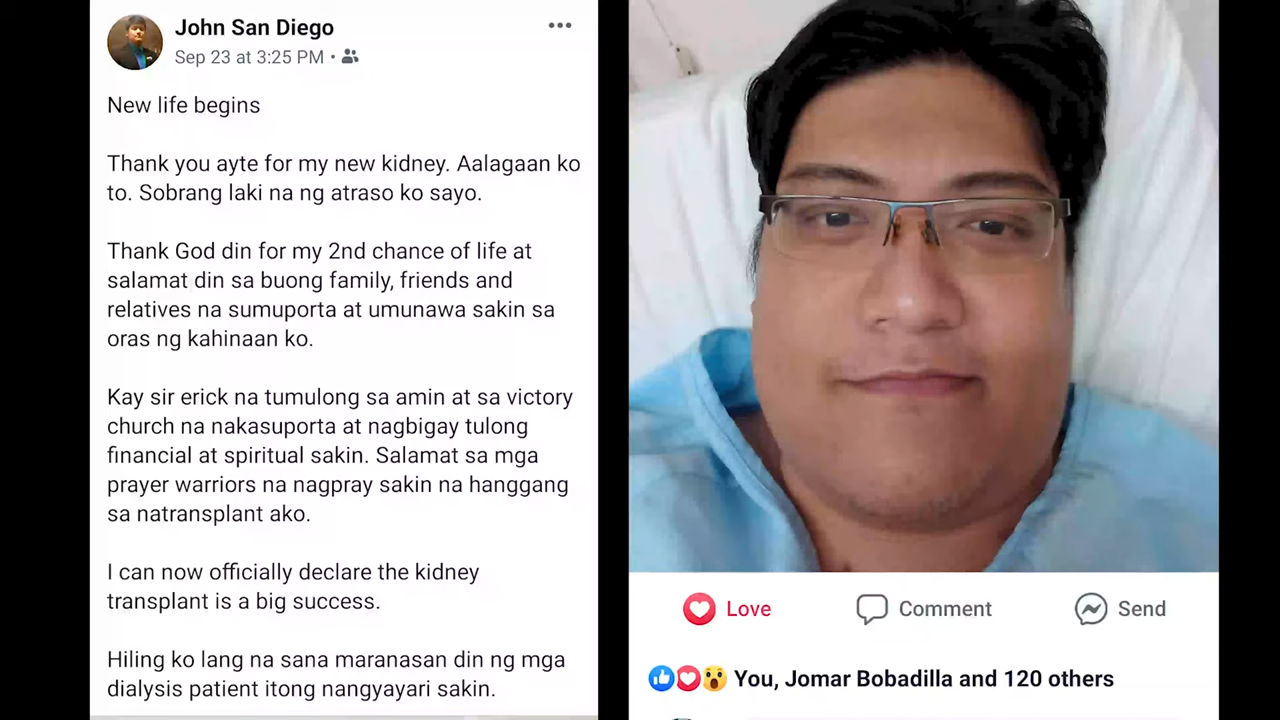 John San Diego
Sep 23 at 3:25 PM
New life begins
Thank you ayte for my new kidney. Aalagaan ko
to. Sobrang laki na ng atraso ko sayo.
Thank God din for my 2nd chance of life at
salamat din sa buong family, friends and
relatives na sumuporta at umunawa sakin sa
oras ng kahinaan ko.
Kay sir erick na tumulong sa amin at sa victory
church na nakasuporta at nagbigay tulong
financial at spiritual sakin. Salamat sa mga
prayer warriors na nagpray sakin na hanggang
sa natransplant ako.
I can now officially declare the kidney
transplant is a big success.
Hiling ko lang na sana maranasan din ng mga
dialysis patient itong nangyayari sakin.
Love
Comment
Send
You, Jomar Bobadilla and 120 others